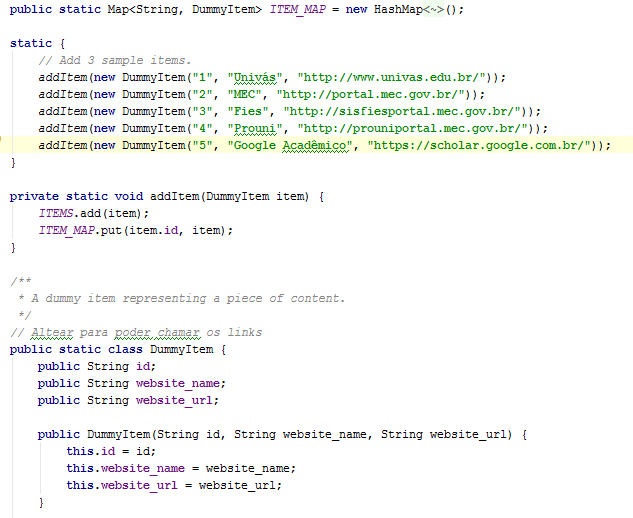 public static Map<String, DummyItem> ITEM_MAP = new HashMap<~>();
static {
// Add 3 sample items.
addItem(new DummyItem("1", "Univás", "http://www.univas.edu.br/"));
addItem(new DummyItem("2", "MEC", "http://portal.mec.gov.br/"));
addItem(new DummyItem("3", "Fies", "http://sisfiesportal.mec.gov.br/"));
addItem(new DummyItem("4", "Prouni", "http://prouniportal.mec.gov.br/"));
addItem(new DummyItem("5", "Google Acadêmico", "https://scholar.google.com.br/"));
}
private static void addItem(DummyItem item) {
ITEMS.add(item);
ITEM_MAP.put(item.id, item);
}
/**
* A dummy item representing a piece of content.
*/
// Altear para poder chamar os links
public static class DummyItem {
public String id;
public String website_name;
public String website_url;
public DummyItem(String id, String website_name, String website_url) {
this.id = id;
this.website_name = website_name;
this.website_url = website_url;
}